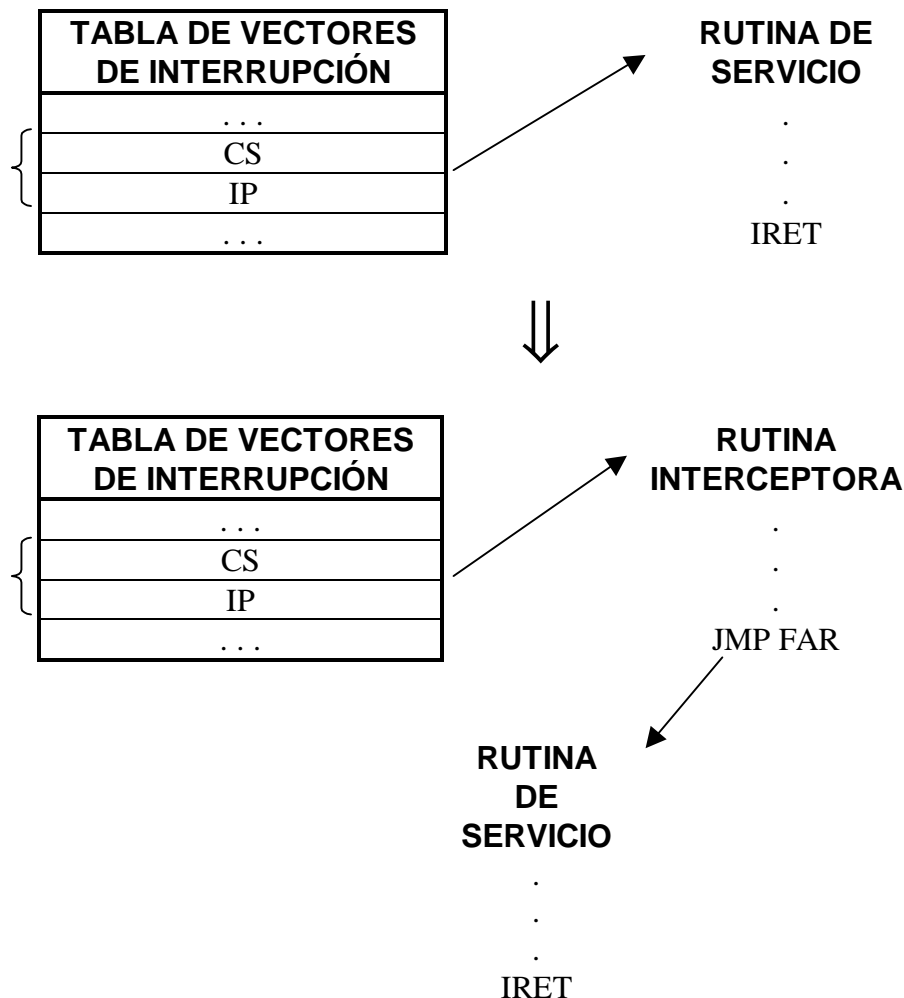 TABLA DE VECTORES
DE INTERRUPCIÓN
. . .
CS
IP
. . .
RUTINA DE
SERVICIO
.
.
.
IRET
⇓
TABLA DE VECTORES
DE INTERRUPCIÓN
. . .
CS
IP
. . .
RUTINA
INTERCEPTORA
.
.
.
JMP FAR
RUTINA
DE
SERVICIO
.
.
.
IRET